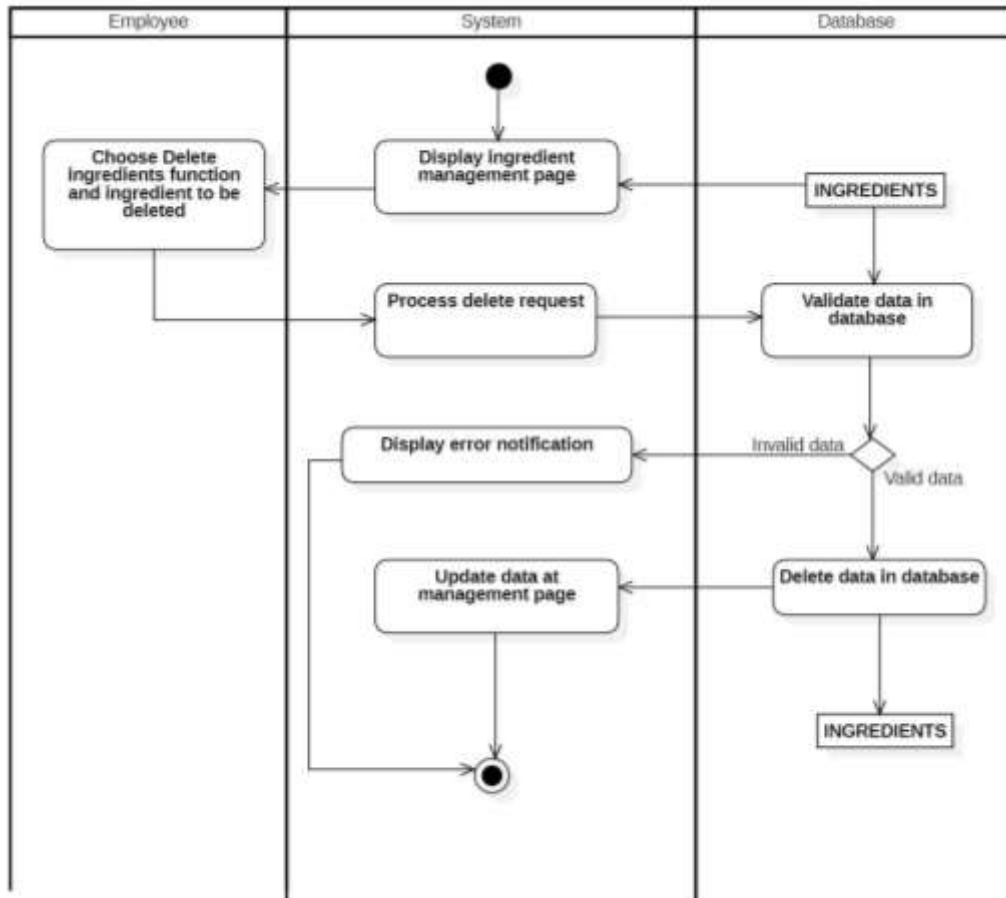 Employee
System
Database
Choose Delete
ingredients function
and ingredient to be
deleted
Display ingredient
management page
INGREDIENTS
Process delete request
Validate data in
database
Display error notification
Invalid data
Valid data
Update data at
management page
Delete data in database
INGREDIENTS